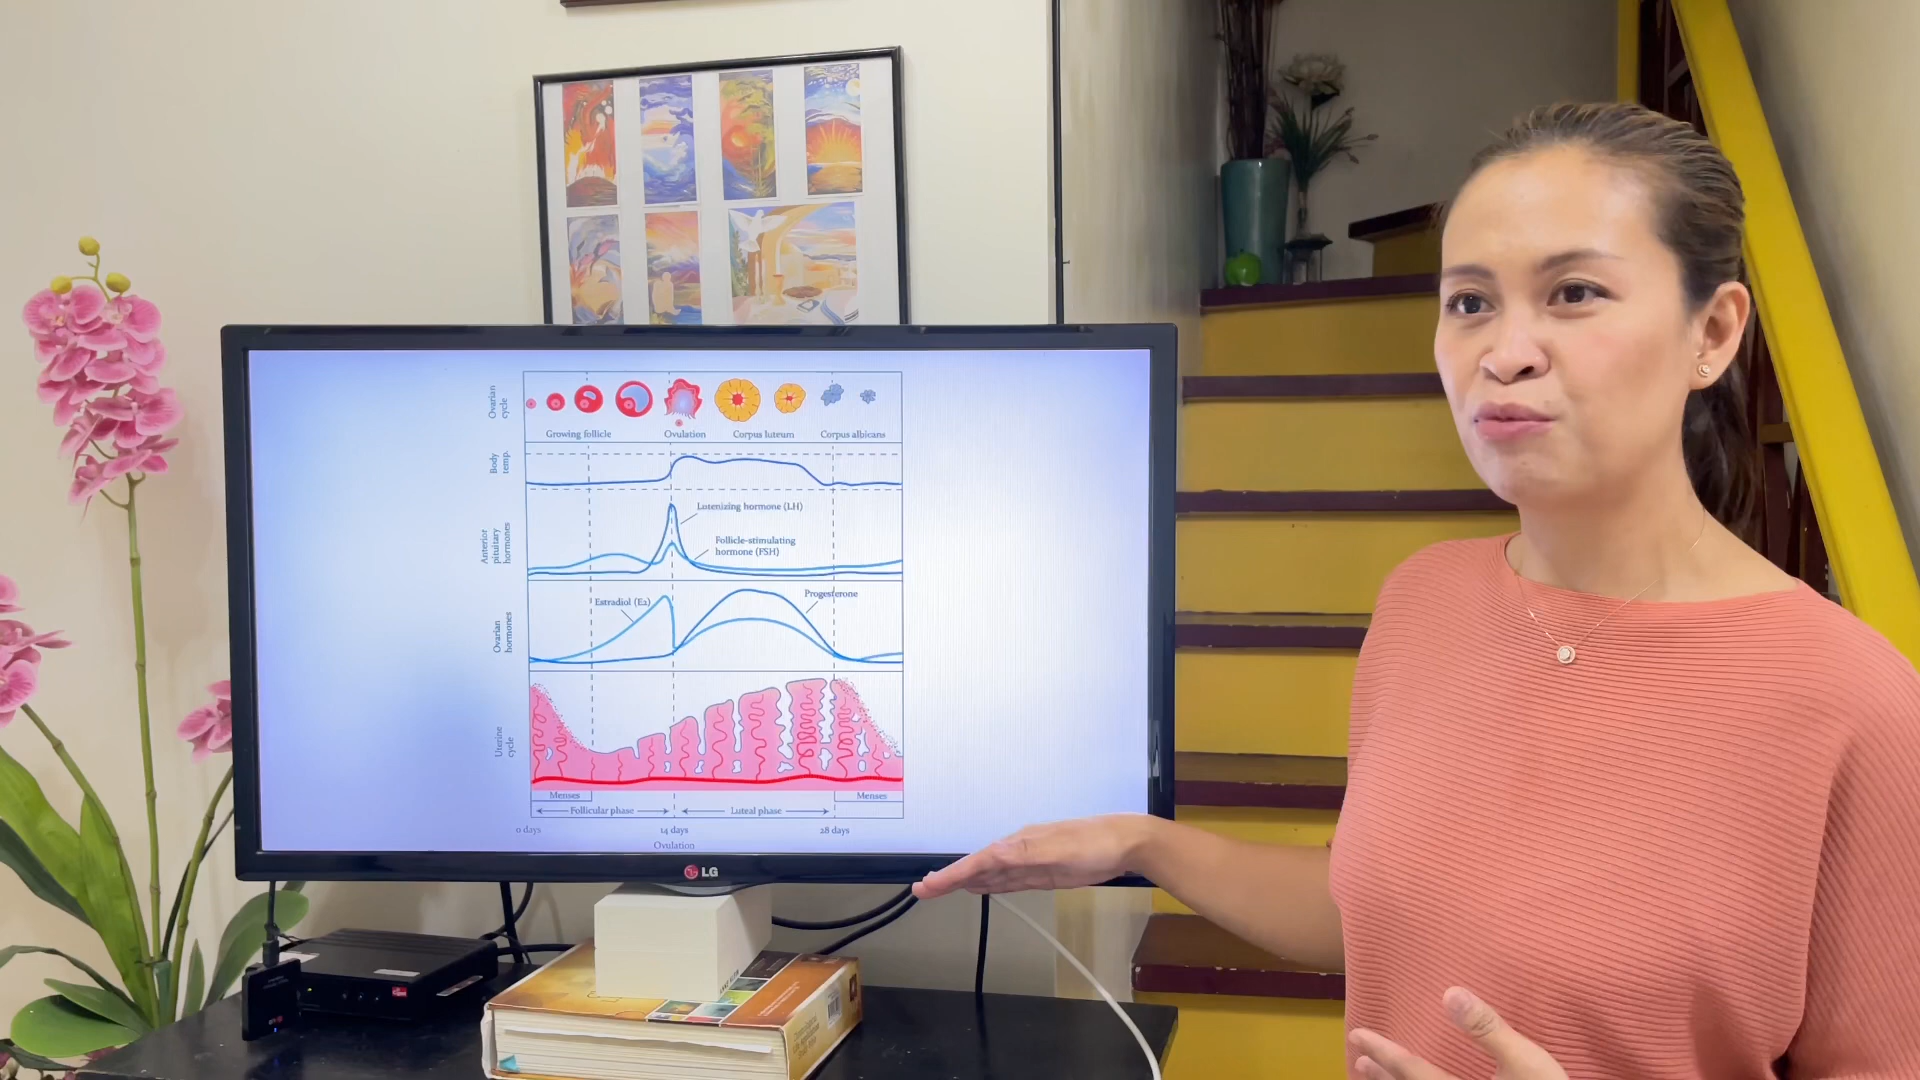 Ovarian
cycle
Growing follicle
Ovulation
Corpus luteum
Corpus albicans
Body
temp.
Anterior
pituitary
hormones
Luteinizing hormone (LH)
Follicle-stimulating
hormone (FSH)
Ovarian
hormones
Estradiol (E2)
Progesterone
Uterine
cycle
Menses
Menses
Follicular phase
Luteal phase
0 days
14 days
28 days
Ovulation
LG